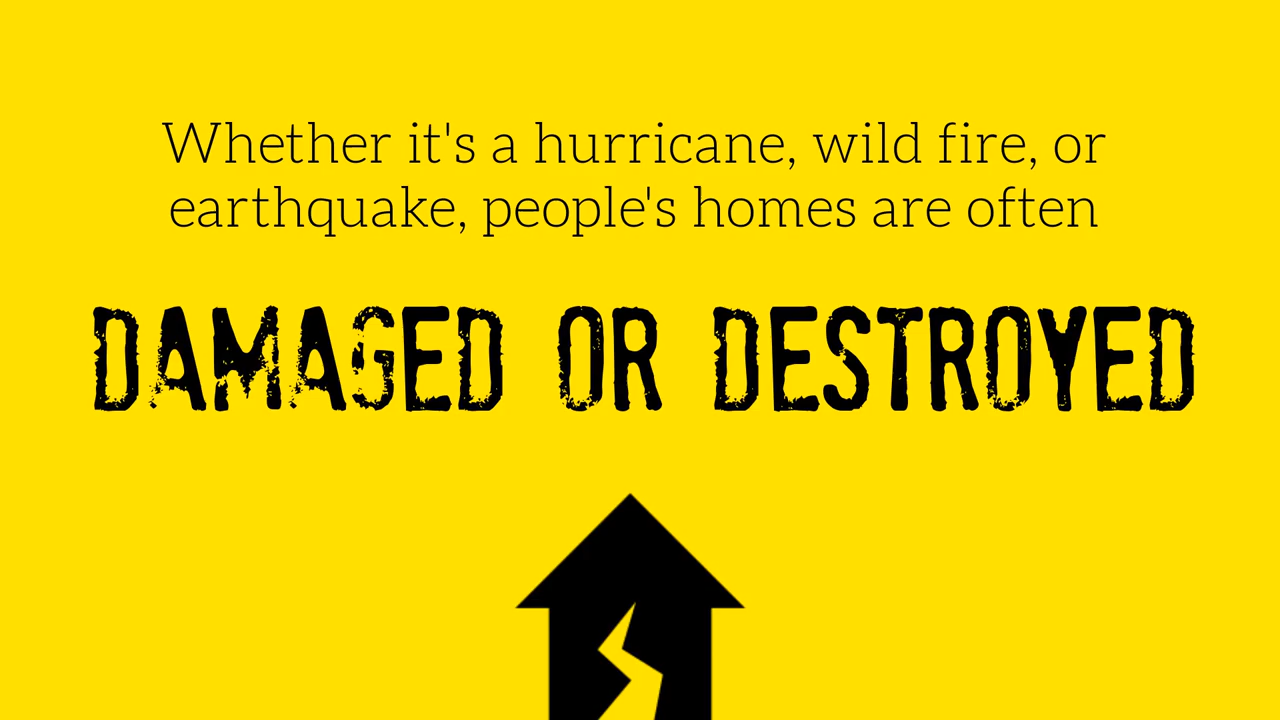 Whether it's a hurricane, wild fire, or
earthquake, people's homes are often
DAMAGED OR DESTROYED